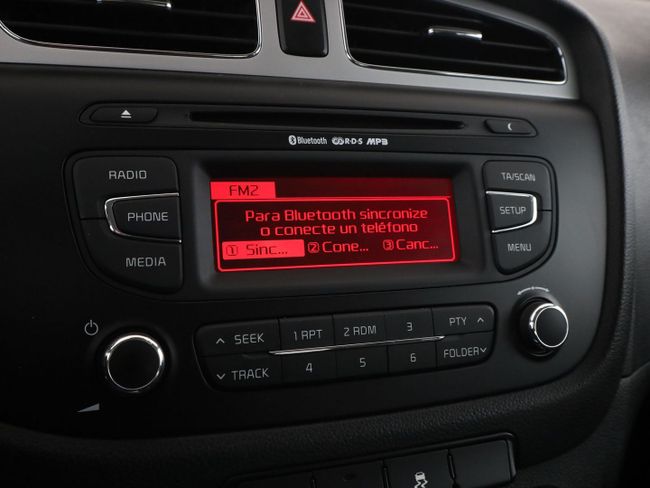 Bluetooth R·D·S MP3
RADIO
PHONE
MEDIA
FM2
Para Bluetooth sincronize
o conecte un teléfono
① Sinc... ② Cone... ③ Canc...
TA/SCAN
SETUP
MENU
SEEK
TRACK
1 RPT
2 RDM
3
4
5
6
PTY
FOLDER